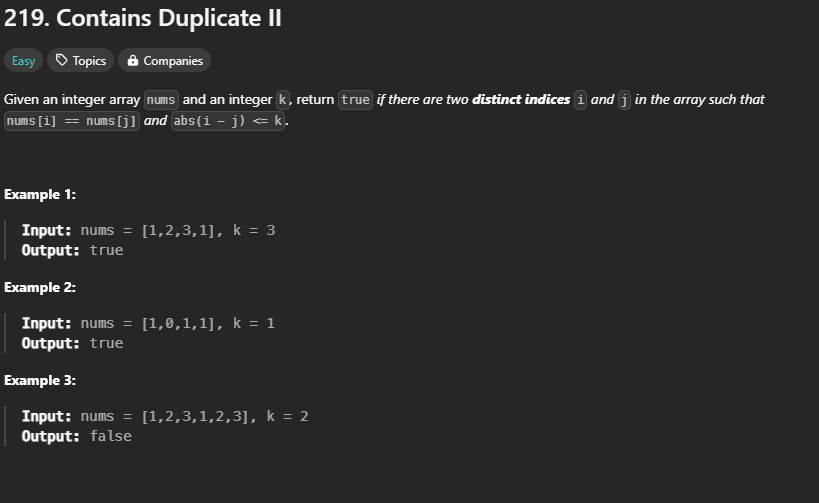 219. Contains Duplicate II
Easy Topics Companies
Given an integer array nums and an integer k, return true if there are two distinct indices i and j in the array such that
nums[i] == nums[j] and abs(i - j) <= k.
Example 1:
Input: nums = [1,2,3,1], k = 3
Output: true
Example 2:
Input: nums = [1,0,1,1], k = 1
Output: true
Example 3:
Input: nums = [1,2,3,1,2,3], k = 2
Output: false